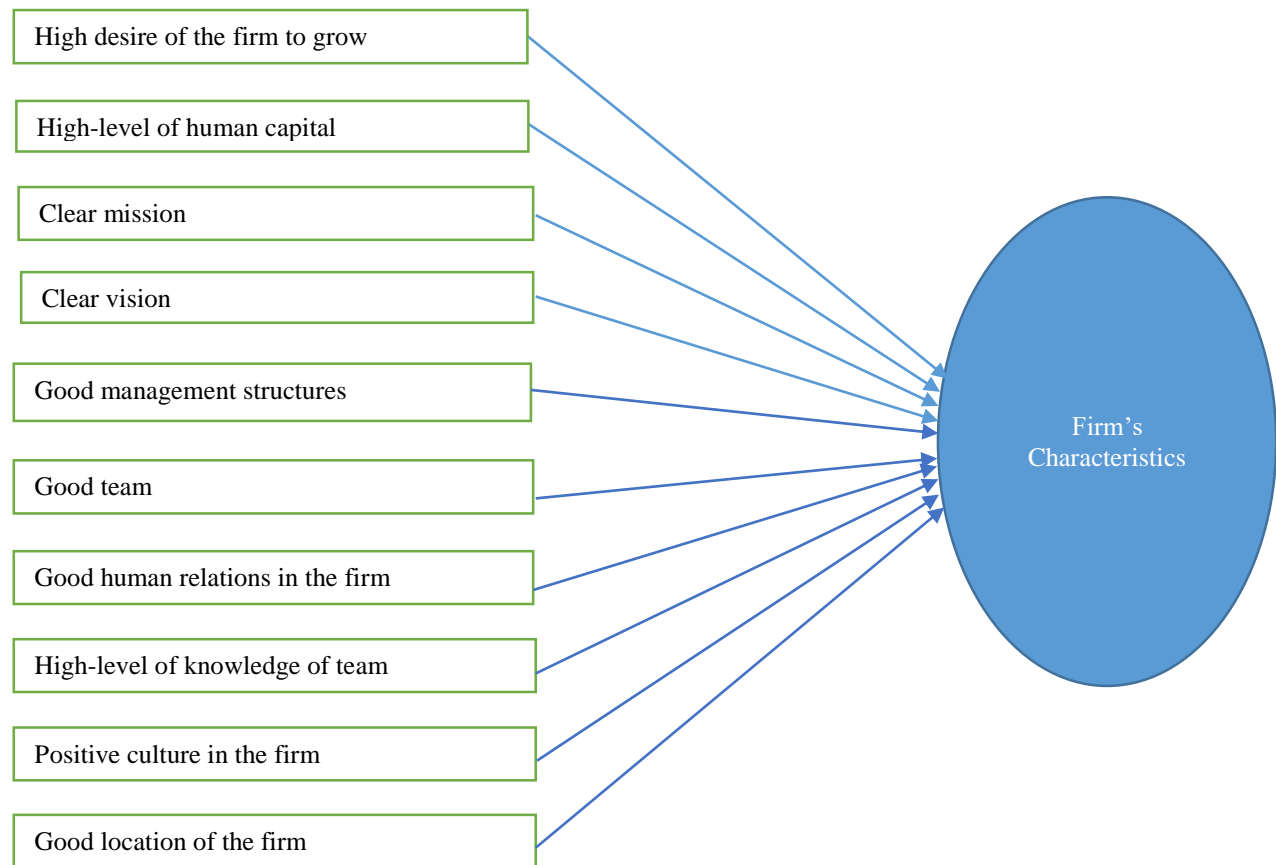 High desire of the firm to grow
High-level of human capital
Clear mission
Clear vision
Good management structures
Good team
Good human relations in the firm
High-level of knowledge of team
Positive culture in the firm
Good location of the firm
Firm’s
Characteristics